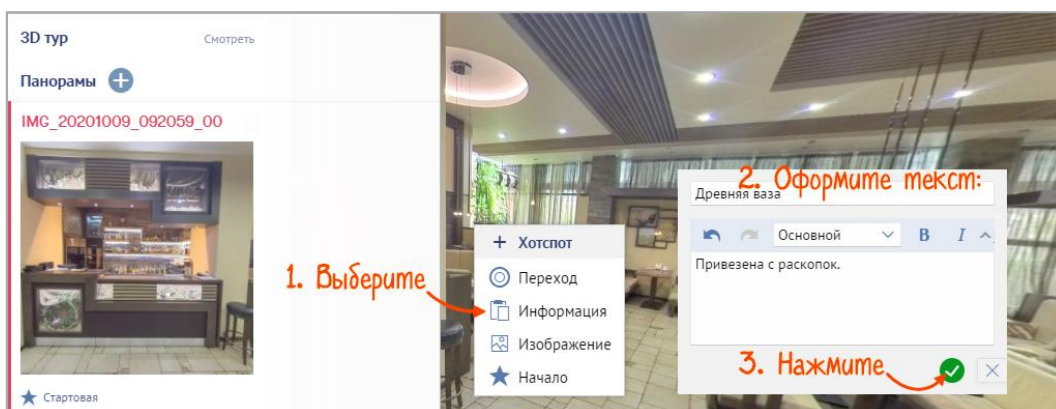 3D тур
Смотреть
Панорамы
IMG_20201009_092059_00
Стартовая
1. Выберите
+ Хотспот
Переход
Информация
Изображение
Начало
2. Оформите текст:
Древняя ваза
Основной
B I
Привезена с раскопок.
3. Нажмите